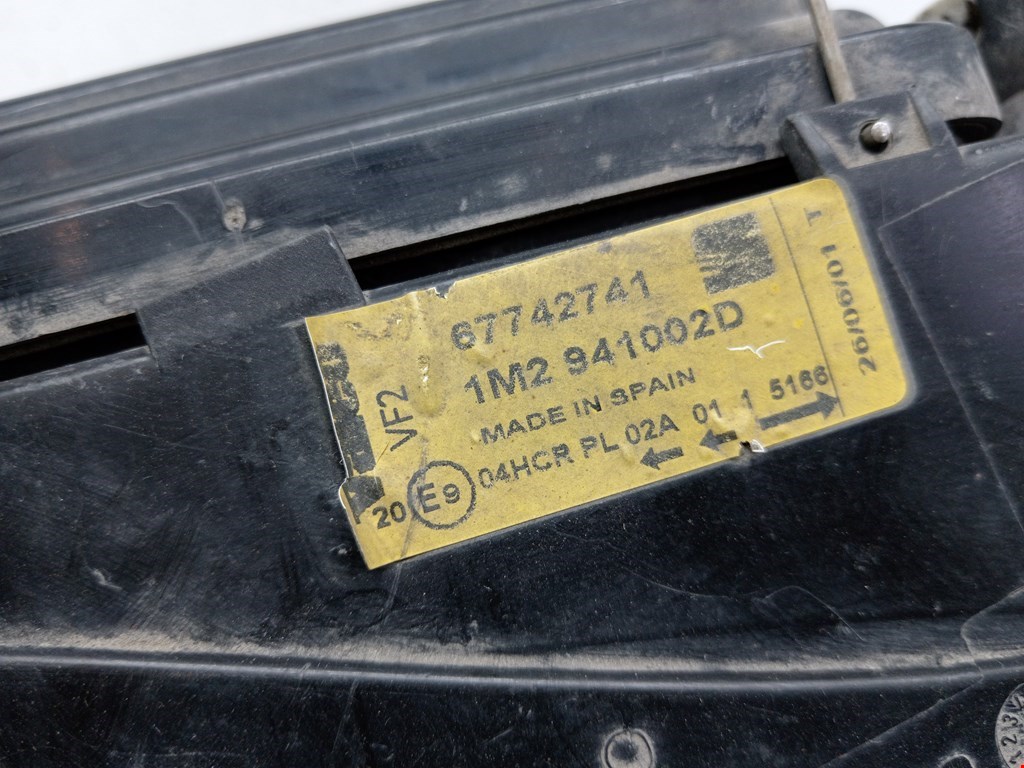 67742741
1M2 941002D
MADE IN SPAIN
04HCR PL 02A 01 1 5166
20 E9
VF2
T 26/06/01